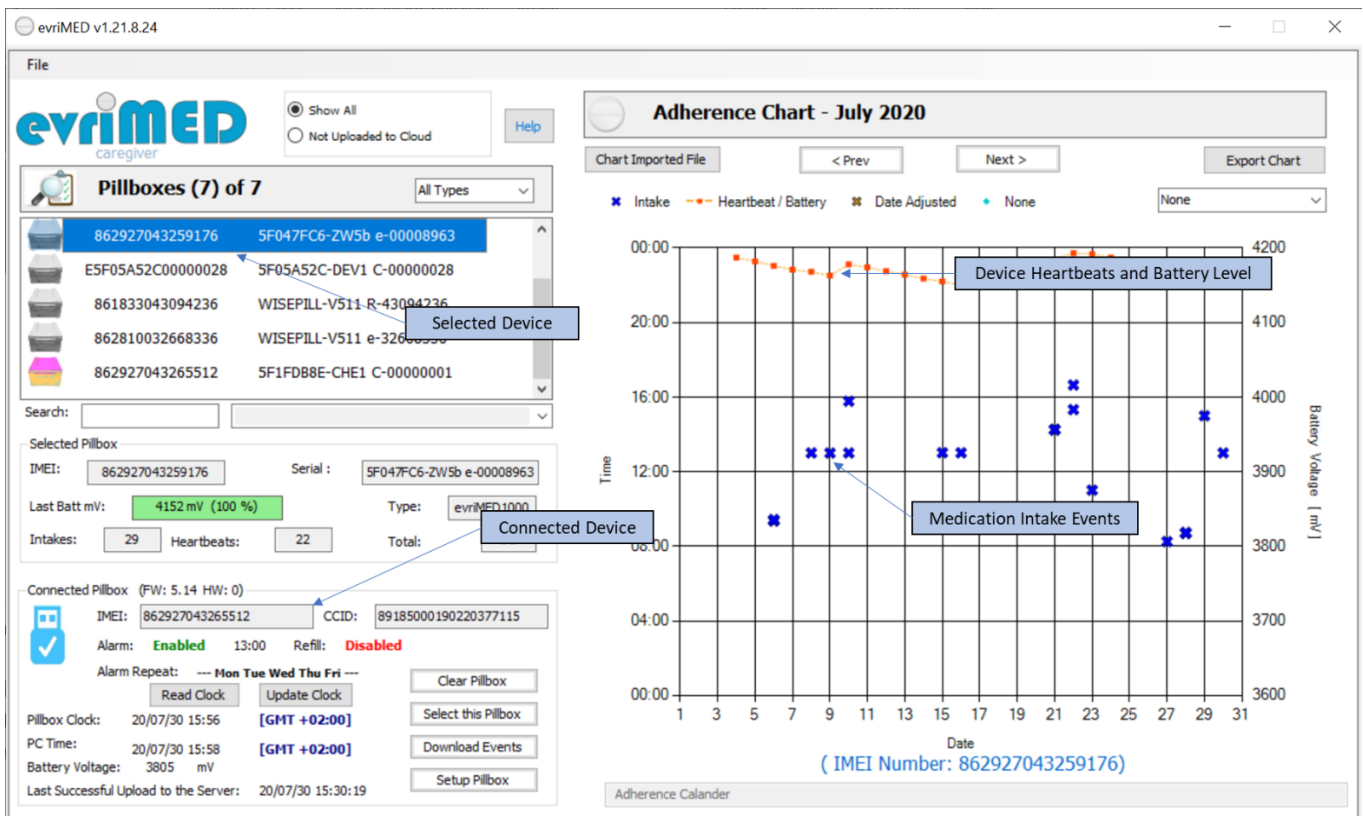 evriMED v1.21.8.24
File
evriMED
caregiver
Show All
Not Uploaded to Cloud
Help
Pillboxes (7) of 7
All Types
862927043259176 5F047FC6-ZW5b e-00008963
E5F05A52C00000028 5F05A52C-DEV1 C-00000028
861833043094236 WISEPILL-V511 R-43094236
862810032668336 WISEPILL-V511
862927043265512 5F1FDB8E-CHE1 C-00000001
Selected Device
Search:
Selected Pillbox
IMEI: 862927043259176 Serial : 5F047FC6-ZW5b e-00008963
Last Batt mV: 4152 mV (100 %) Type: evriMED1000
Connected Device
Intakes: 29 Heartbeats: 22 Total:
Connected Pillbox (FW: 5.14 HW: 0)
IMEI: 862927043265512 CCID: 89185000190220377115
Alarm: Enabled 13:00 Refill: Disabled
Alarm Repeat: --- Mon Tue Wed Thu Fri ---
Clear Pillbox
Read Clock Update Clock
Select this Pillbox
Pillbox Clock: 20/07/30 15:56 [GMT +02:00]
PC Time: 20/07/30 15:58 [GMT +02:00]
Download Events
Battery Voltage: 3805 mV
Setup Pillbox
Last Successful Upload to the Server: 20/07/30 15:30:19
Adherence Chart - July 2020
Chart Imported File < Prev Next > Export Chart
Intake Heartbeat / Battery Date Adjusted None
None
Device Heartbeats and Battery Level
Medication Intake Events
00:00
20:00
16:00
12:00
08:00
04:00
00:00
Time
4200
4100
4000
3900
3800
3700
3600
Battery Voltage [ mV ]
1 3 5 7 9 11 13 15 17 19 21 23 25 27 29 31
Date
( IMEI Number: 862927043259176)
Adherence Calander